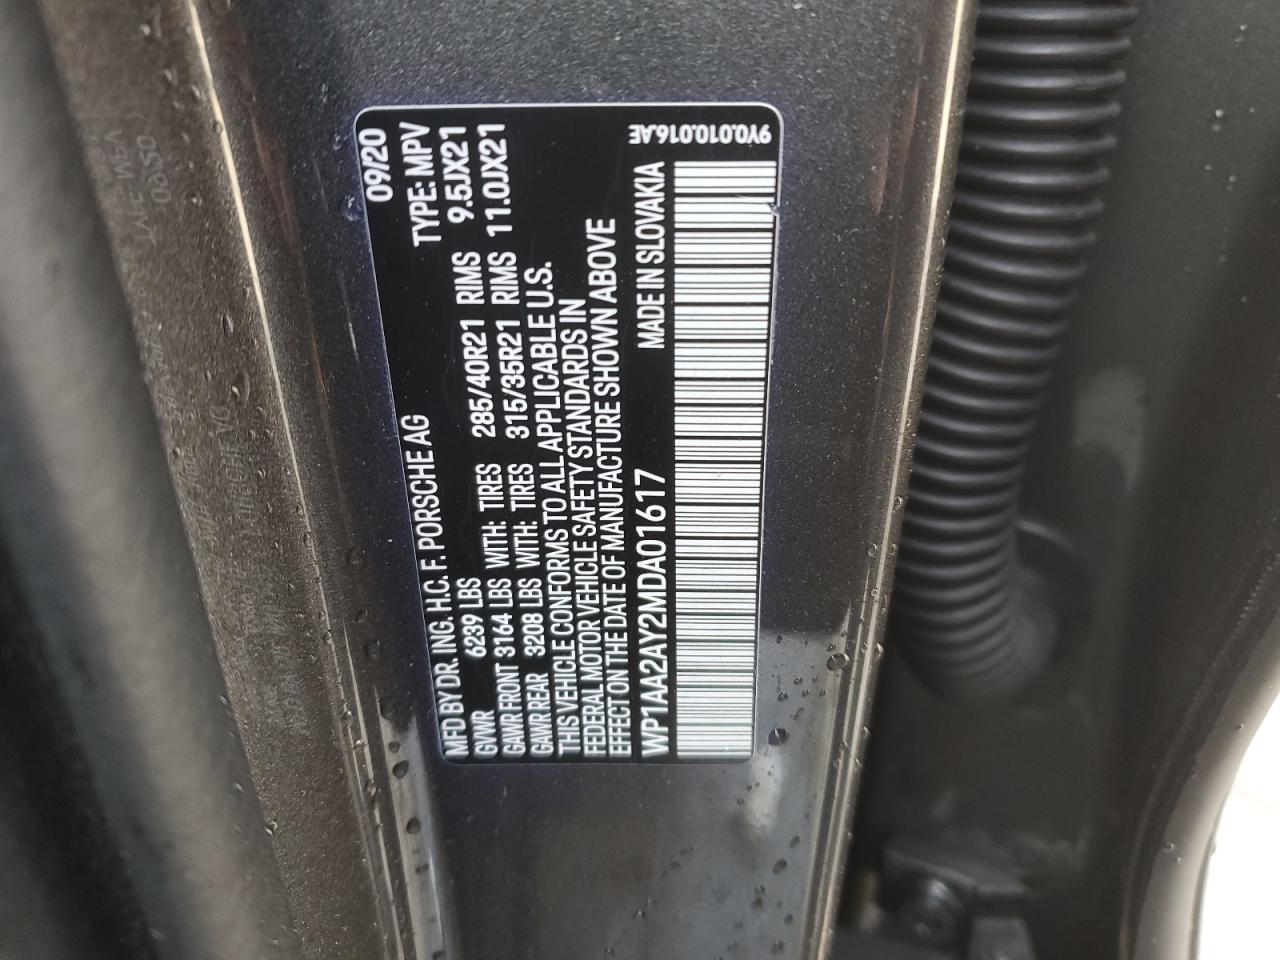 MFD BY DR. ING. H.C. F. PORSCHE AG 09/20
GVWR 6239 LBS TYPE: MPV
GAWR FRONT 3164 LBS WITH: TIRES 285/40R21 RIMS 9.5JX21
GAWR REAR 3208 LBS WITH: TIRES 315/35R21 RIMS 11.0JX21
THIS VEHICLE CONFORMS TO ALL APPLICABLE U.S.
FEDERAL MOTOR VEHICLE SAFETY STANDARDS IN
EFFECT ON THE DATE OF MANUFACTURE SHOWN ABOVE
WP1AA2AY2MDA01617 MADE IN SLOVAKIA
9Y0.010.016.AE